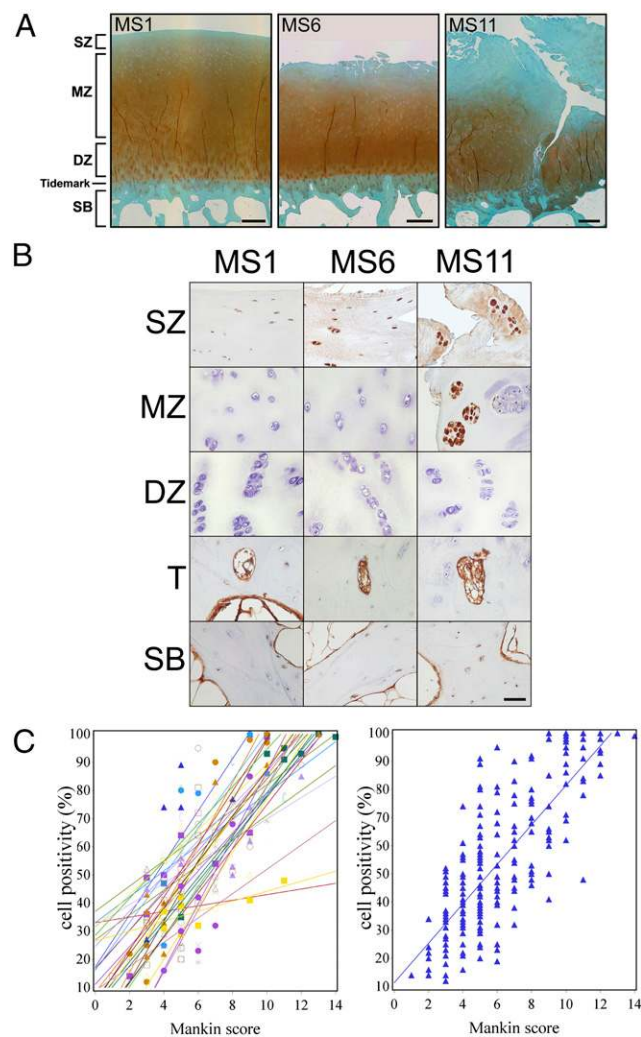 A
MS1
MS6
MS11
SZ
MZ
DZ
Tidemark
SB
B
MS1
MS6
MS11
SZ
MZ
DZ
T
SB
C
cell positivity (%)
100
90
80
70
60
50
40
30
20
10
0 2 4 6 8 10 12 14
Mankin score
cell positivity (%)
100
90
80
70
60
50
40
30
20
10
0 2 4 6 8 10 12 14
Mankin score